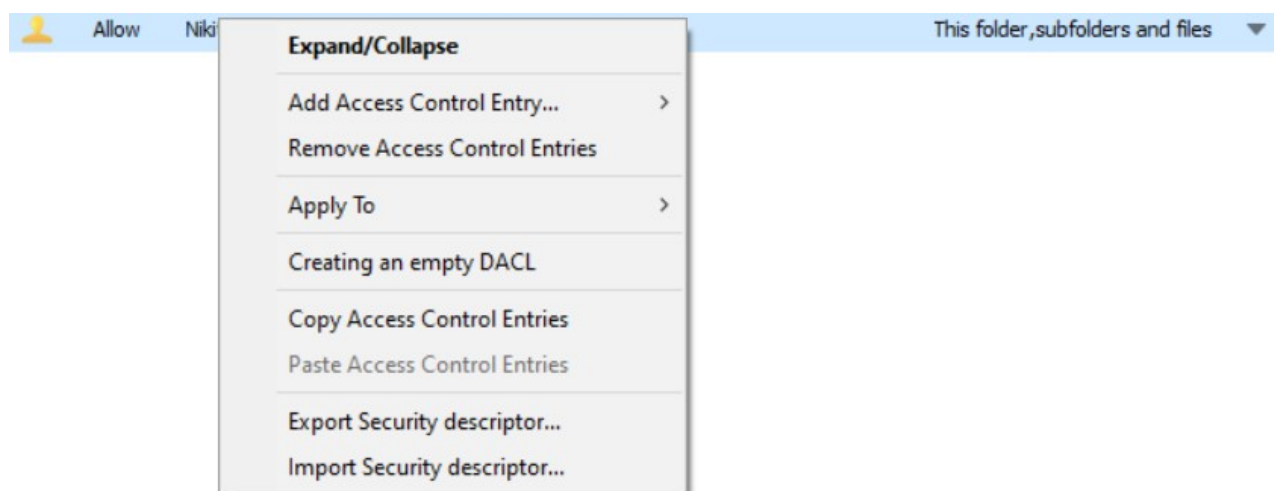 Allow Niki This folder,subfolders and files
Expand/Collapse
Add Access Control Entry...
Remove Access Control Entries
Apply To
Creating an empty DACL
Copy Access Control Entries
Paste Access Control Entries
Export Security descriptor...
Import Security descriptor...